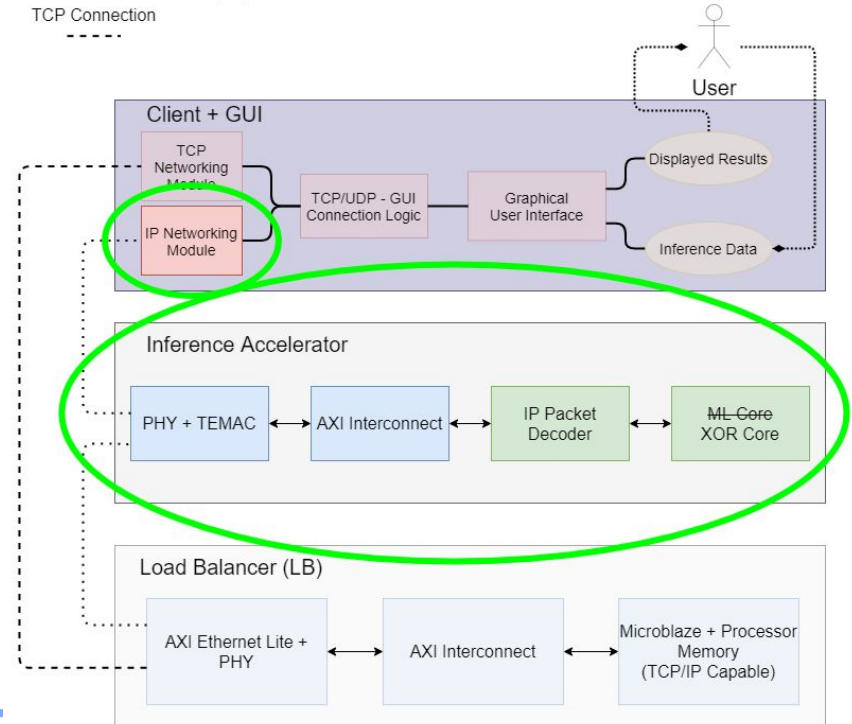 TCP Connection
User
Client + GUI
TCP
Networking
Module
IP Networking
Module
TCP/UDP - GUI
Connection Logic
Graphical
User Interface
Displayed Results
Inference Data
Inference Accelerator
PHY + TEMAC
AXI Interconnect
IP Packet
Decoder
ML Core
XOR Core
Load Balancer (LB)
AXI Ethernet Lite +
PHY
AXI Interconnect
Microblaze + Processor
Memory
(TCP/IP Capable)